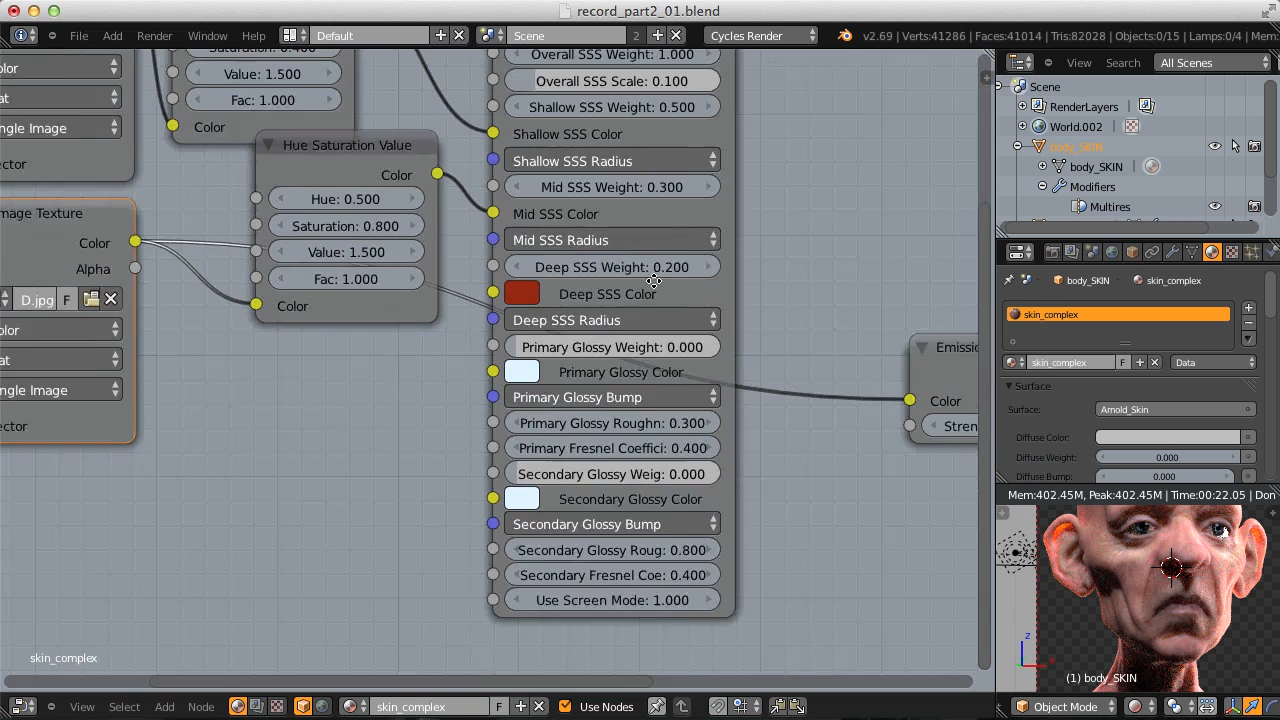 record_part2_01.blend
File Add Render Window Help Default Scene 2 Cycles Render v2.69 | Verts:41286 | Faces:41014 | Tris:82028 | Objects:0/15 | Lamps:0/4 | Mem:
Value: 1.500
Fac: 1.000
Color
Hue Saturation Value
Color
Hue: 0.500
Saturation: 0.800
Value: 1.500
Fac: 1.000
Color
ngle Image
mage Texture
Color
Alpha
D.jpg F
ngle Image
Overall SSS Weight: 1.000
Overall SSS Scale: 0.100
Shallow SSS Weight: 0.500
Shallow SSS Color
Shallow SSS Radius
Mid SSS Weight: 0.300
Mid SSS Color
Mid SSS Radius
Deep SSS Weight: 0.200
Deep SSS Color
Deep SSS Radius
Primary Glossy Weight: 0.000
Primary Glossy Color
Primary Glossy Bump
Primary Glossy Roughn: 0.300
Primary Fresnel Coeffici: 0.400
Secondary Glossy Weig: 0.000
Secondary Glossy Color
Secondary Glossy Bump
Secondary Glossy Roug: 0.800
Secondary Fresnel Coe: 0.400
Use Screen Mode: 1.000
Emissi
Color
Stren
skin_complex
View Search All Scenes
Scene
RenderLayers
World.002
body_SKIN
body_SKIN
Modifiers
Multires
body_SKIN skin_complex
skin_complex
skin_complex F Data
Surface
Surface: Arnold_Skin
Diffuse Color:
Diffuse Weight: 0.000
Diffuse Bump: 0.000
Mem:402.45M, Peak:402.45M | Time:00:22.05 | Don
z
(1) body_SKIN
View Select Add Node skin_complex F Use Nodes
Object Mode